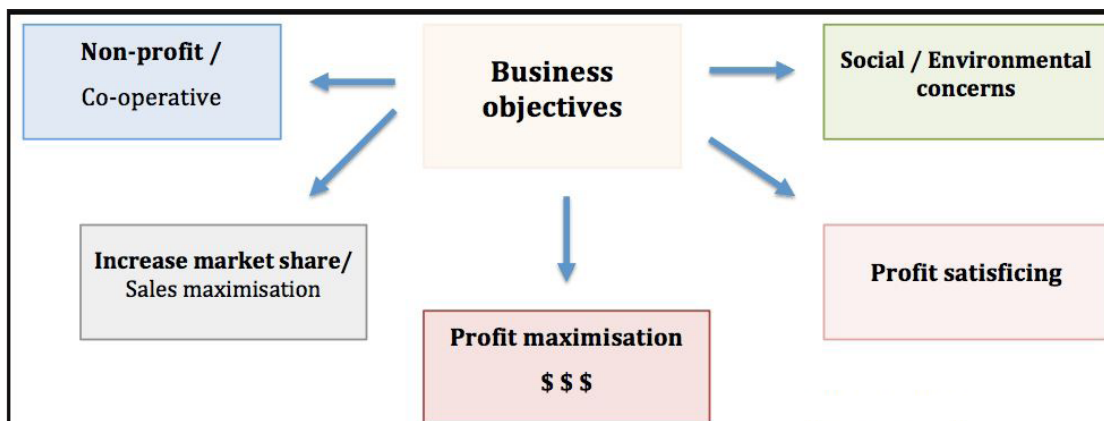 Non-profit /
Co-operative
Business
objectives
Social / Environmental
concerns
Increase market share/
Sales maximisation
Profit maximisation
$ $ $
Profit satisficing